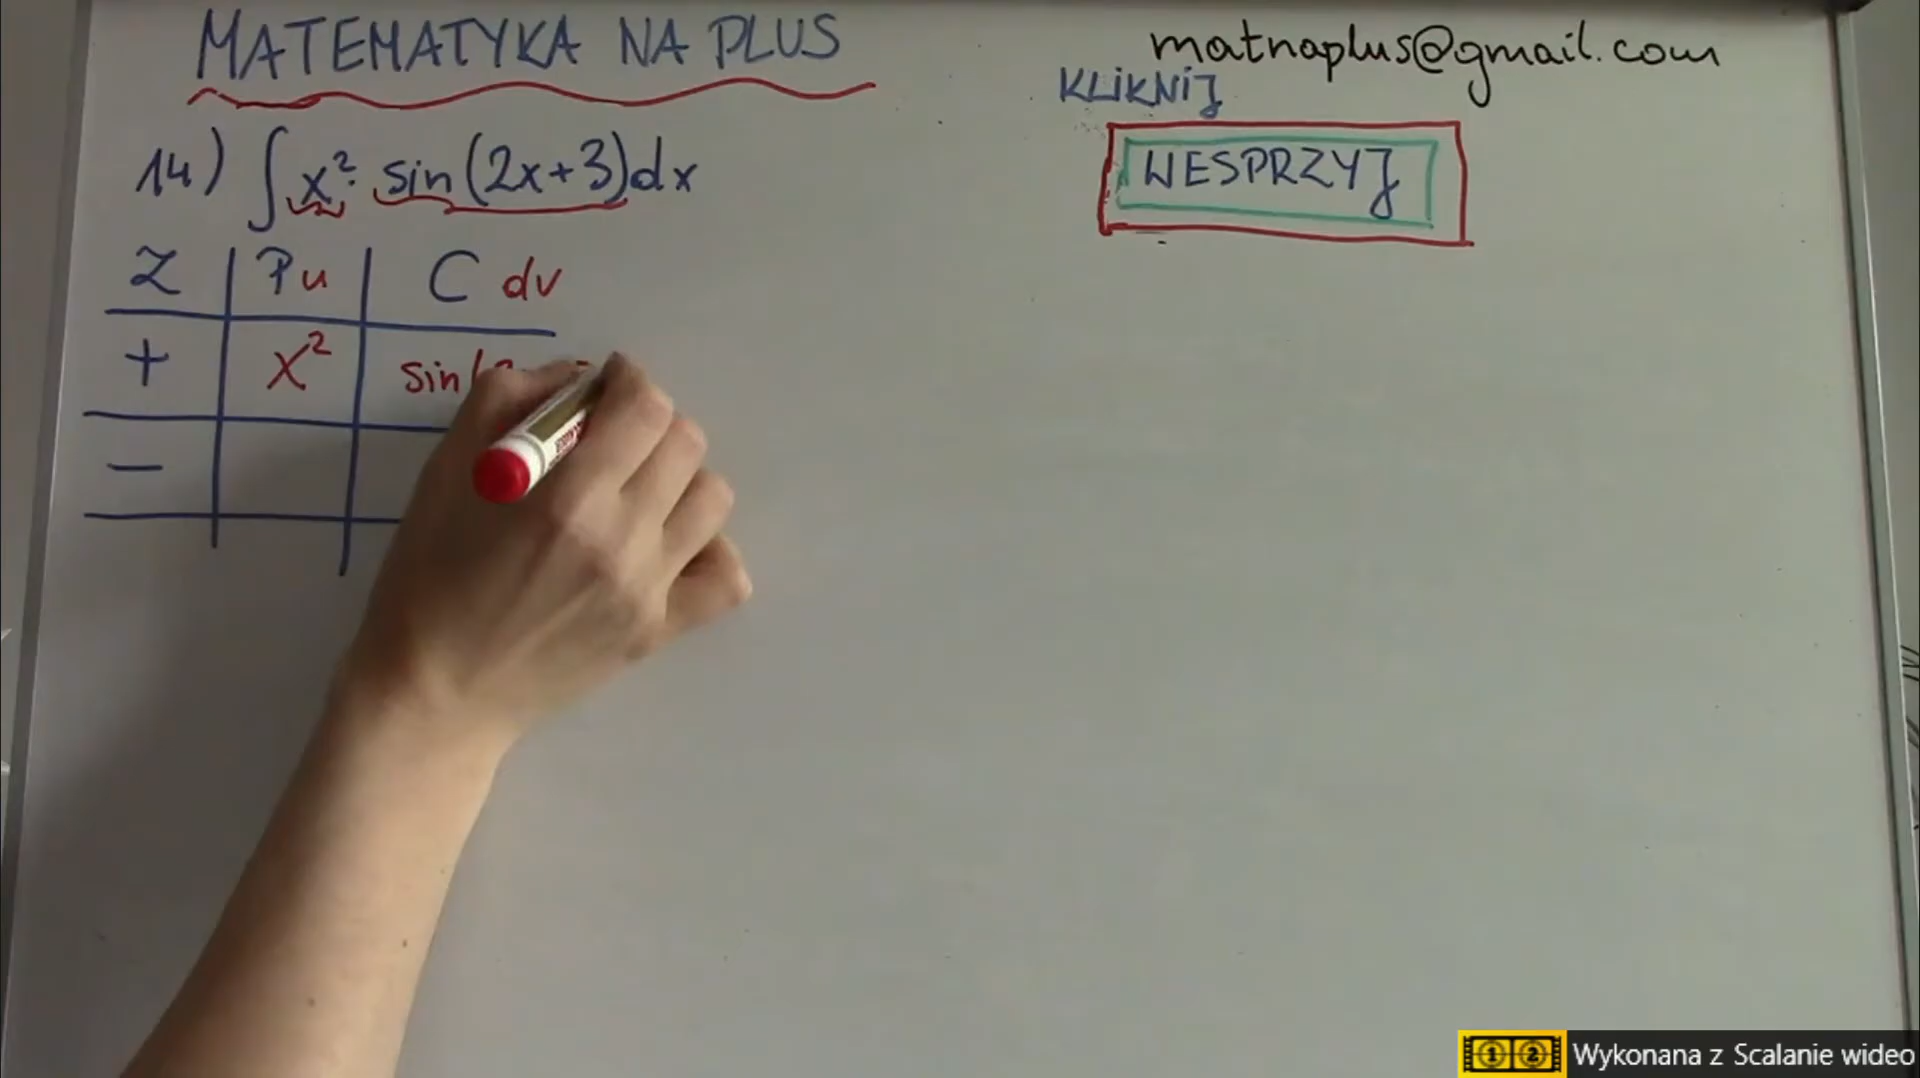 MATEMATYKA NA PLUS
matnaplus@gmail.com
KLIKNIJ
WESPRZYJ
14) ∫ x² · sin(2x+3)dx
Z | P u | C dv
+ | x² | sin(2
−
Wykonana z Scalanie wideo